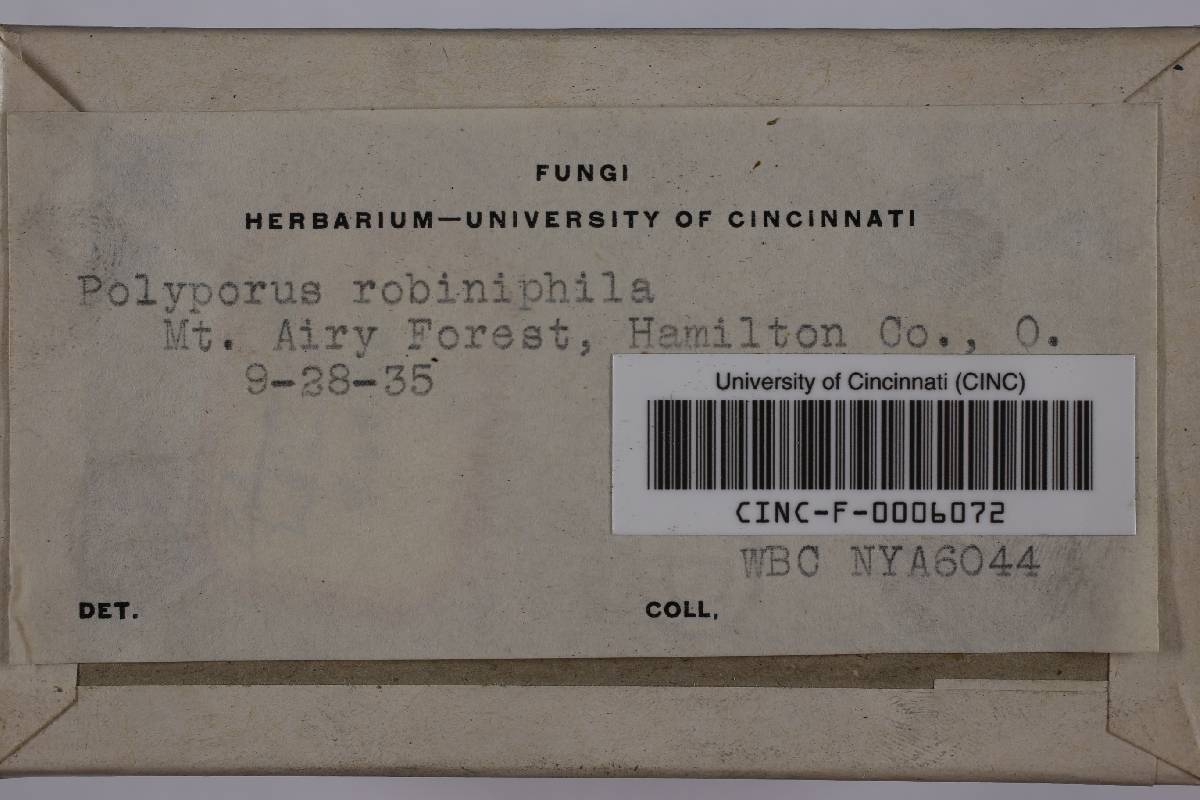 FUNGI
HERBARIUM—UNIVERSITY OF CINCINNATI
Polyporus robiniphila
Mt. Airy Forest, Hamilton Co., O.
9-28-35
University of Cincinnati (CINC)
CINC-F-0006072
WBC NYA6044
DET.
COLL.